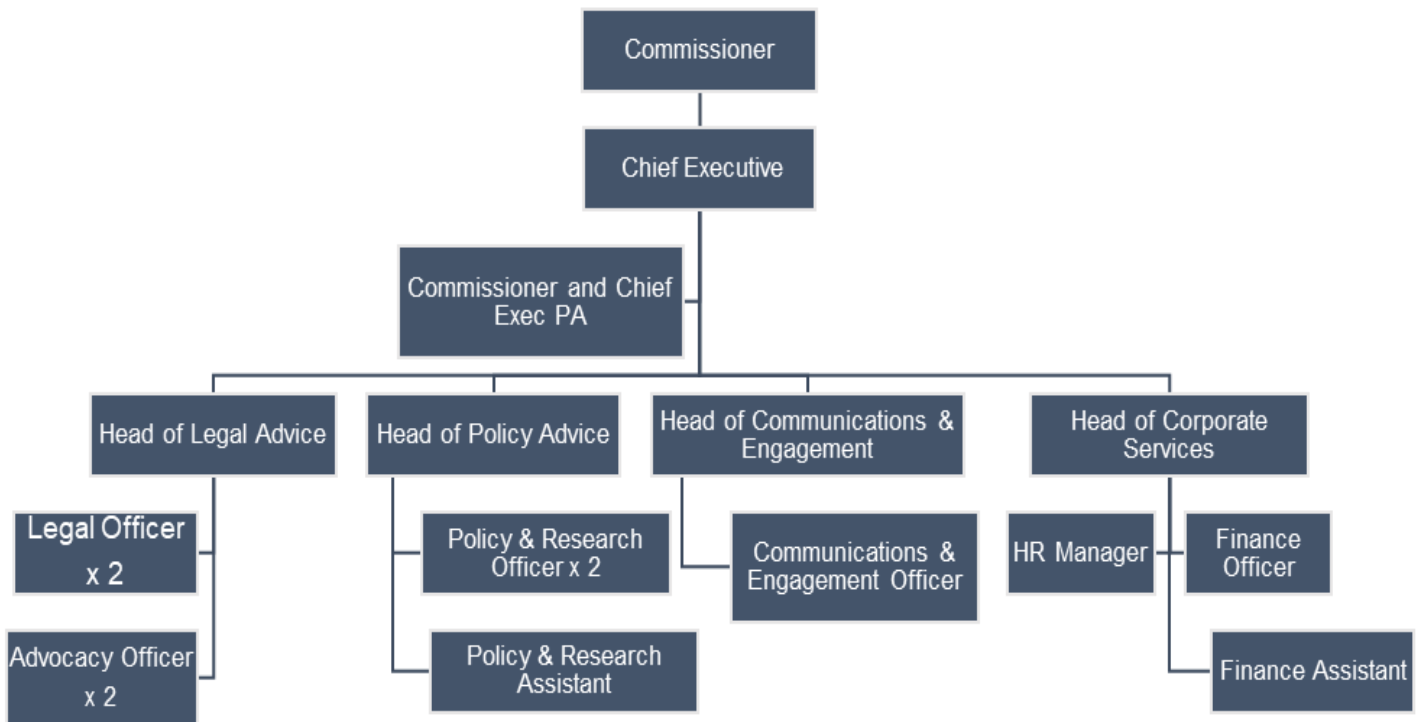 Commissioner
Chief Executive
Commissioner and Chief
Exec PA
Head of Legal Advice
Head of Policy Advice
Head of Communications &
Engagement
Head of Corporate
Services
Legal Officer
x 2
Policy & Research
Officer x 2
Communications &
Engagement Officer
HR Manager
Finance
Officer
Advocacy Officer
x 2
Policy & Research
Assistant
Finance Assistant